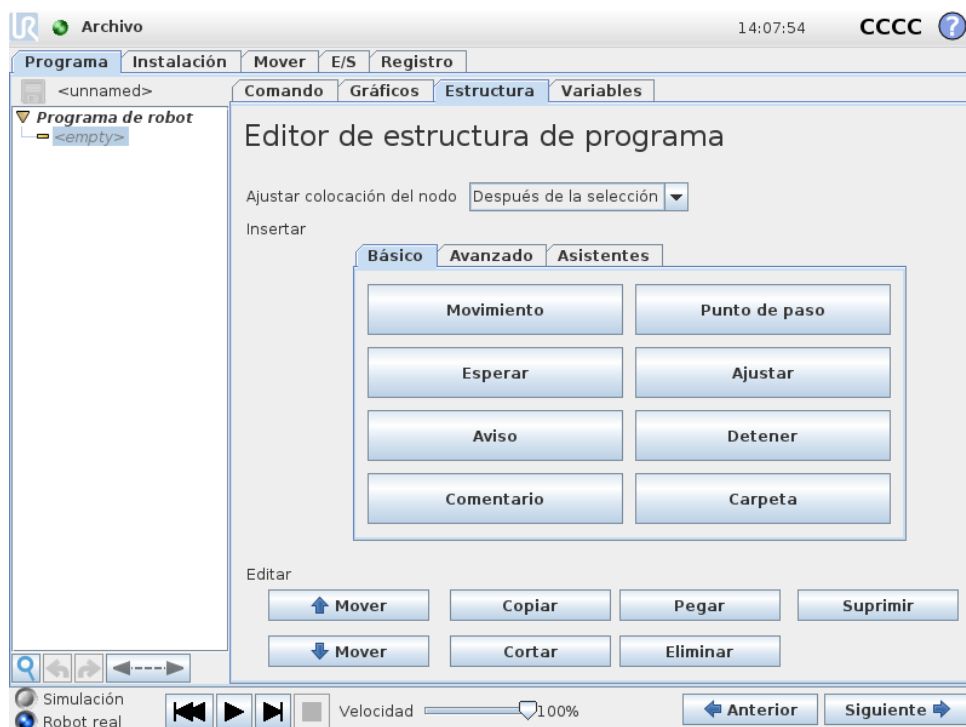 UR Archivo 14:07:54 CCCC ?
Programa Instalación Mover E/S Registro
<unnamed> Comando Gráficos Estructura Variables
Programa de robot
<empty>
Editor de estructura de programa
Ajustar colocación del nodo Después de la selección
Insertar
Básico Avanzado Asistentes
Movimiento Punto de paso
Esperar Ajustar
Aviso Detener
Comentario Carpeta
Editar
Mover Copiar Pegar Suprimir
Mover Cortar Eliminar
Simulación
Robot real
Velocidad 100% Anterior Siguiente